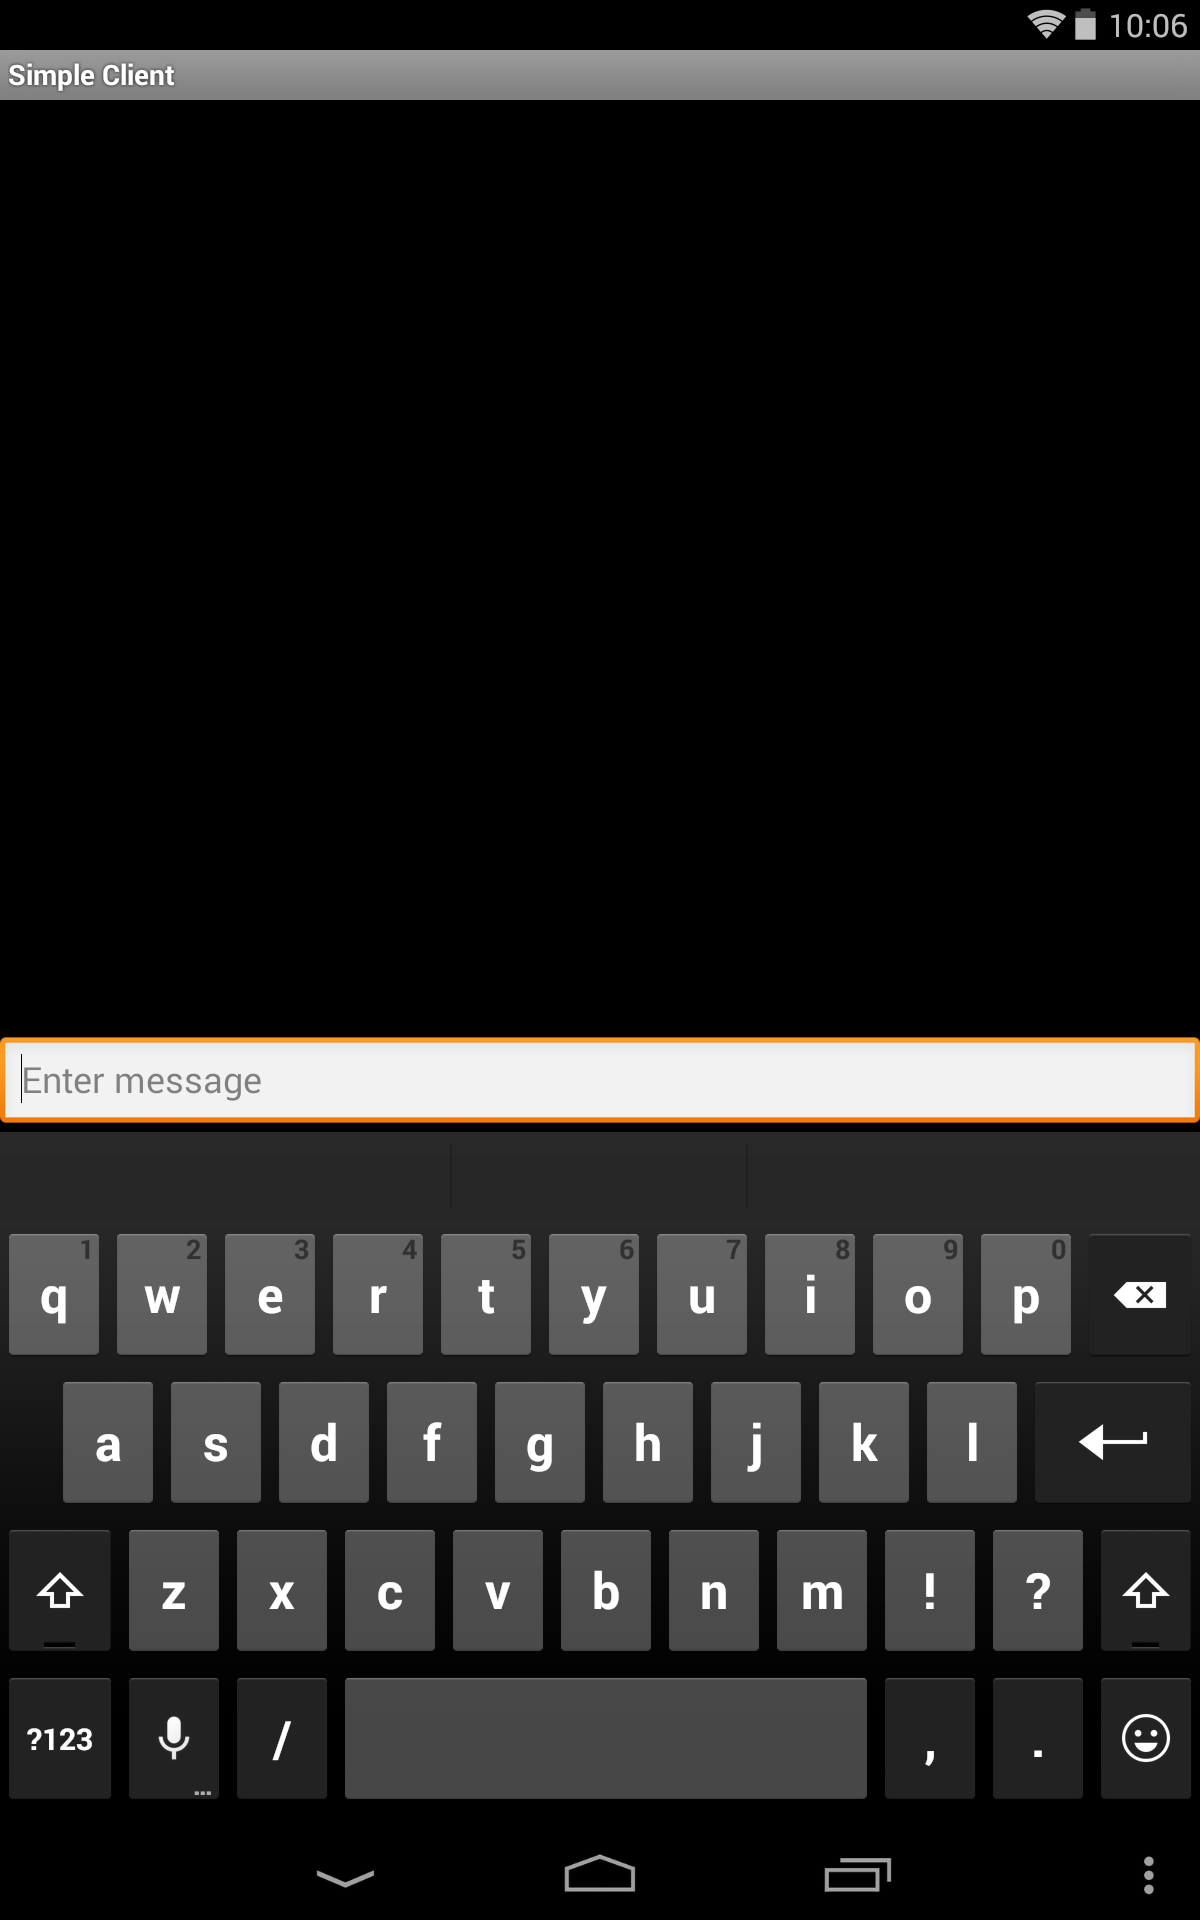 10:06
Simple Client
Enter message
1 2 3 4 5 6 7 8 9 0
q w e r t y u i o p
a s d f g h j k l
z x c v b n m ! ?
?123 / , .